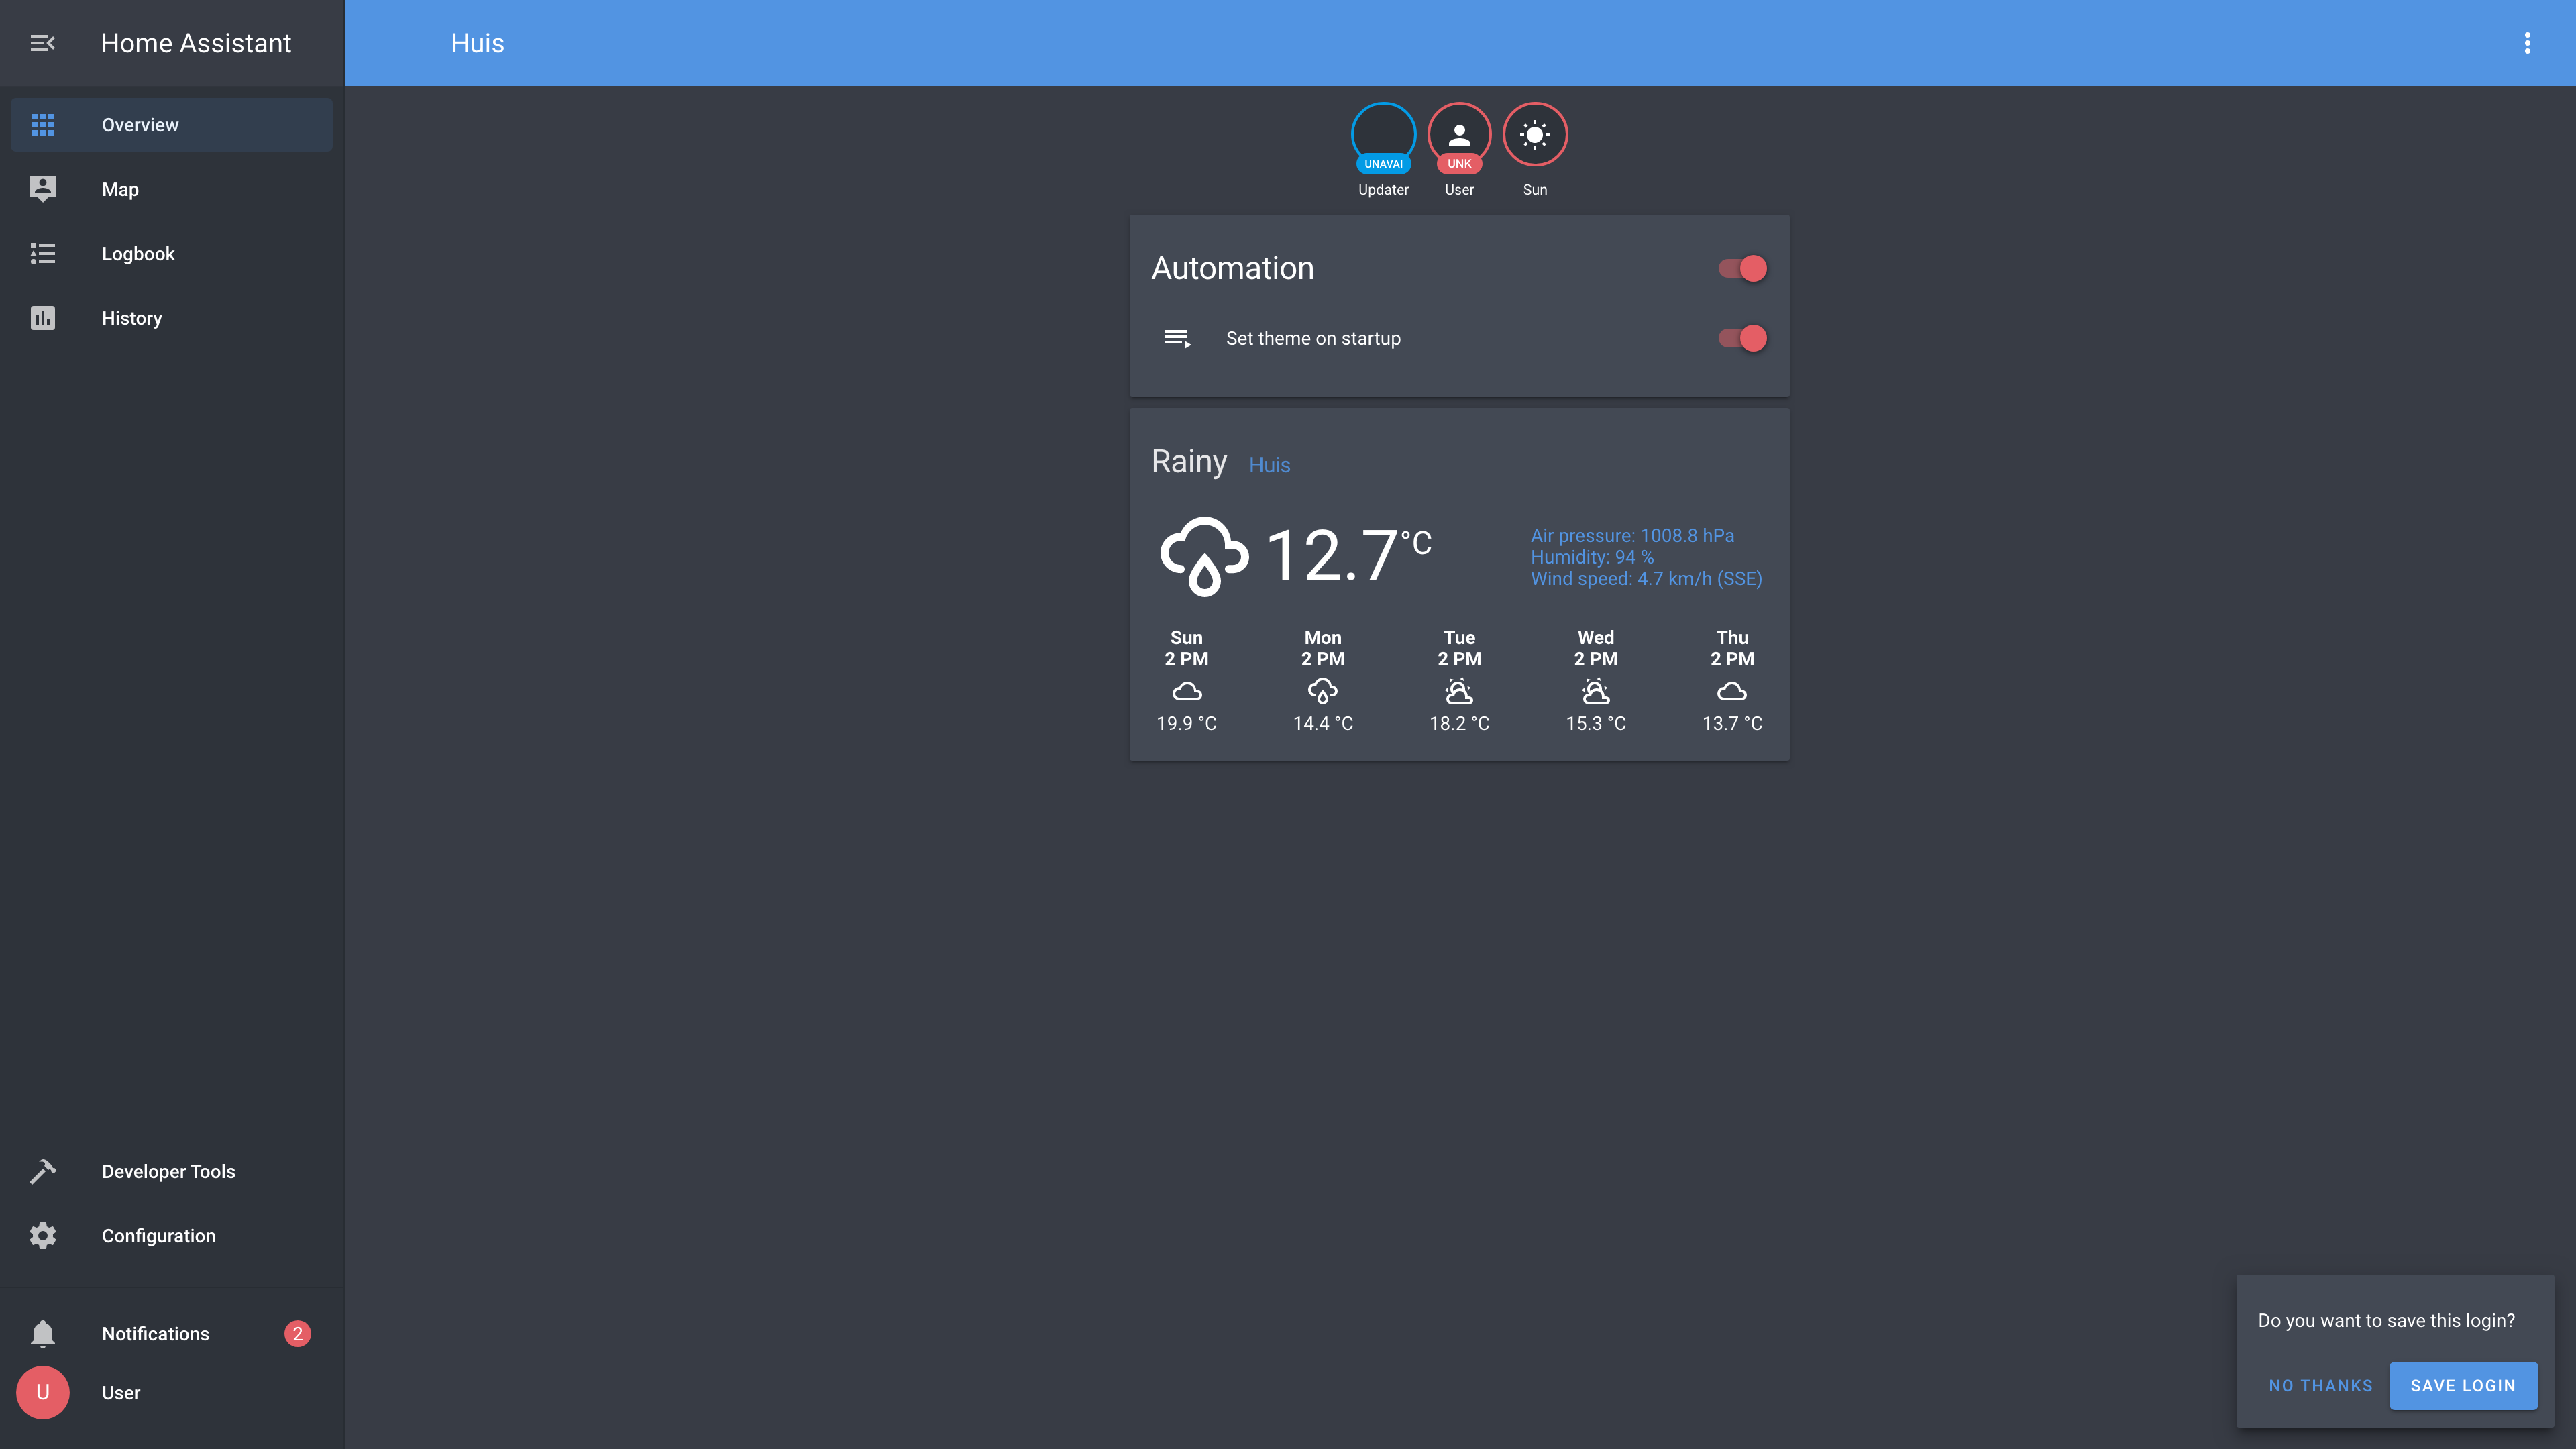 Home Assistant
Huis
Overview
Map
Logbook
History
Developer Tools
Configuration
Notifications
2
U
User
UNAVAI
UNK
Updater
User
Sun
Automation
Set theme on startup
Rainy Huis
12.7 °C
Air pressure: 1008.8 hPa
Humidity: 94 %
Wind speed: 4.7 km/h (SSE)
Sun Mon Tue Wed Thu
2 PM 2 PM 2 PM 2 PM 2 PM
19.9 °C 14.4 °C 18.2 °C 15.3 °C 13.7 °C
Do you want to save this login?
NO THANKS SAVE LOGIN